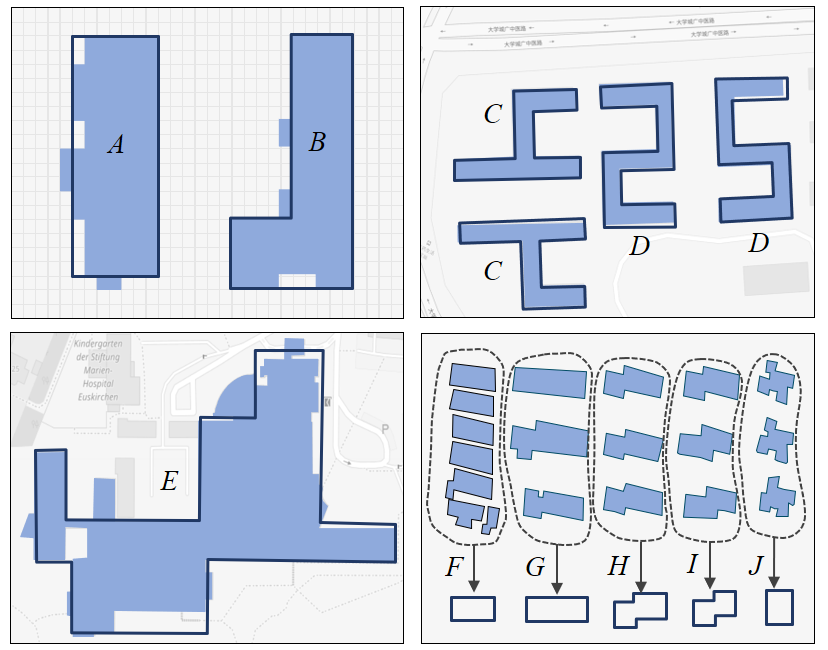 A
B
大学城广中医路
大学城广中医路
大学城广中医路
大学城广中医路
C
D
D
C
Kindergarten
der Stiftung
Marien-
Hospital
Euskirchen
E
P
F
G
H
I
J